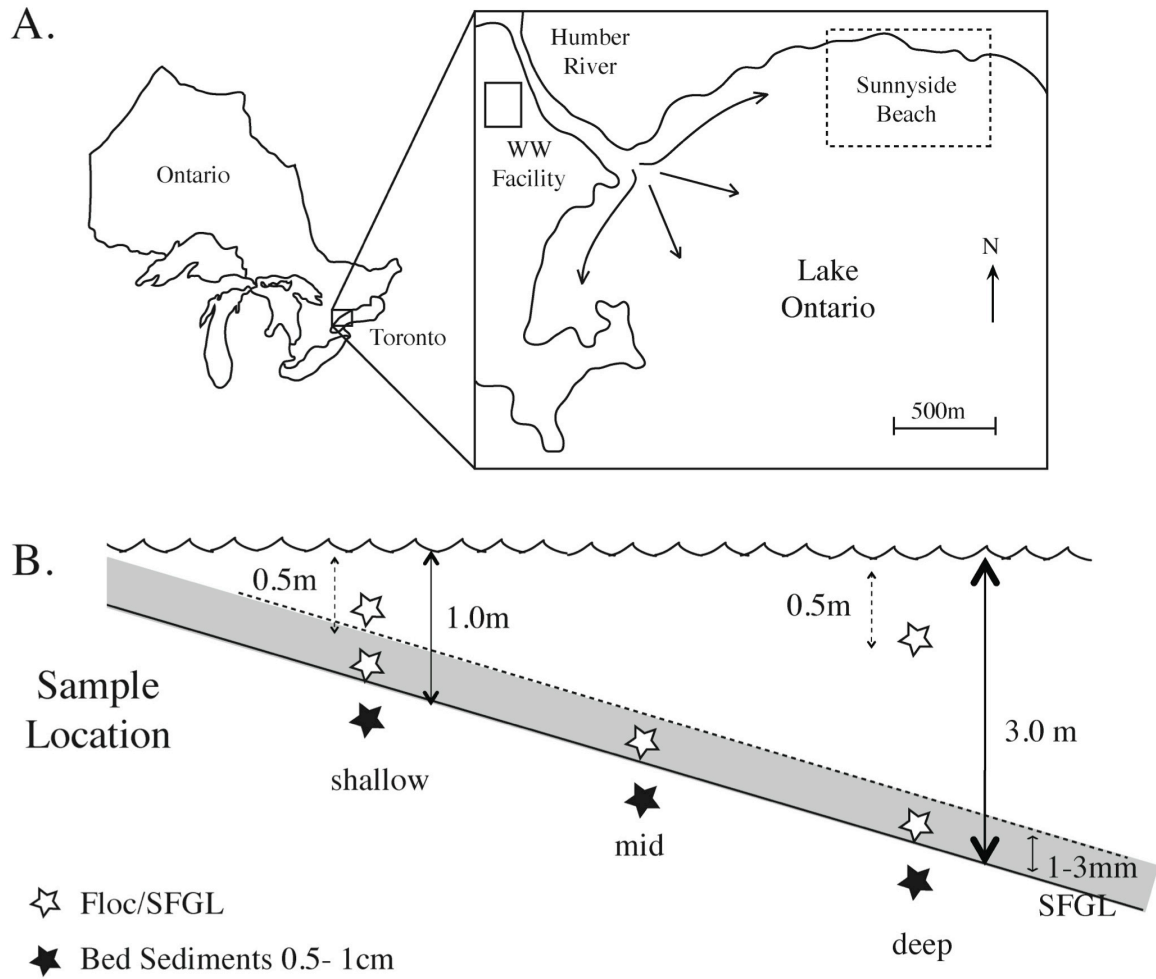 A.
Ontario
Toronto
Humber
River
WW
Facility
Sunnyside
Beach
Lake
Ontario
N
500m
B.
0.5m
1.0m
0.5m
3.0 m
Sample
Location
shallow
mid
deep
1-3mm
SFGL
Floc/SFGL
Bed Sediments 0.5- 1cm